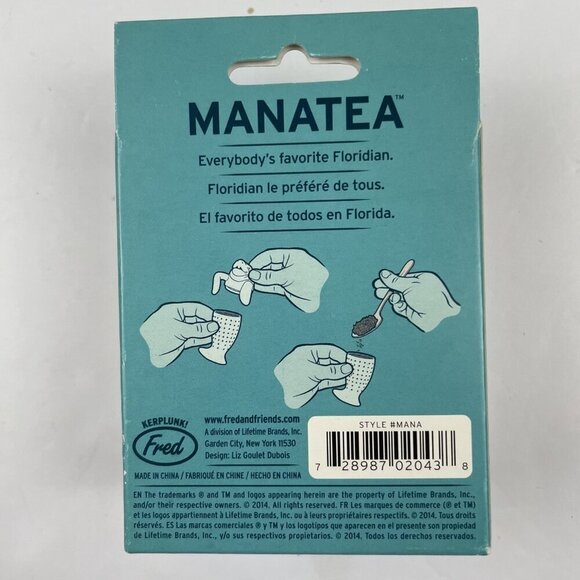 MANATEA™
Everybody's favorite Floridian.
Floridian le préféré de tous.
El favorito de todos en Florida.
KERPLUNK!
Fred
www.fredandfriends.com
A division of Lifetime Brands, Inc.
Garden City, New York 11530
Design: Liz Goulet Dubois
MADE IN CHINA / FABRIQUÉ EN CHINE / HECHO EN CHINA
STYLE #MANA
7 28987 02043 8
EN The trademarks ® and TM and logos appearing herein are the property of Lifetime Brands, Inc.,
and/or their respective owners. © 2014. All rights reserved. FR Les marques de commerce (® et TM)
et les logos appartiennent à Lifetime Brands, Inc. ou à leurs propriétaires respectifs. © 2014. Tous droits
réservés. ES Las marcas comerciales ® y TM y los logotipos que aparecen en el presente son propiedad
de Lifetime Brands, Inc. y/o sus respectivos propietarios. © 2014. Todos los derechos reservados.